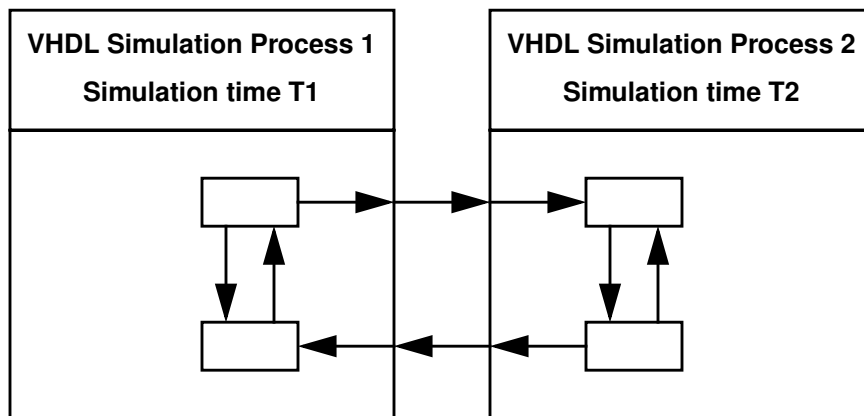 VHDL Simulation Process 1
Simulation time T1
VHDL Simulation Process 2
Simulation time T2